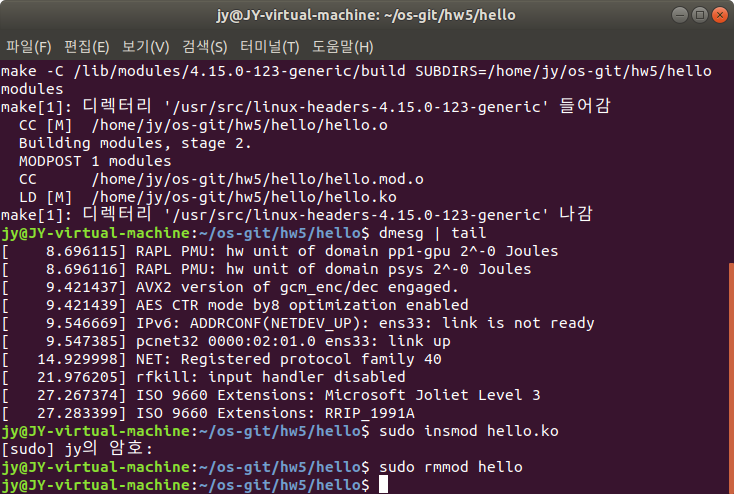 jy@JY-virtual-machine: ~/os-git/hw5/hello
파일(F) 편집(E) 보기(V) 검색(S) 터미널(T) 도움말(H)
make -C /lib/modules/4.15.0-123-generic/build SUBDIRS=/home/jy/os-git/hw5/hello
modules
make[1]: 디렉터리 '/usr/src/linux-headers-4.15.0-123-generic' 들어감
  CC [M]  /home/jy/os-git/hw5/hello/hello.o
  Building modules, stage 2.
  MODPOST 1 modules
  CC      /home/jy/os-git/hw5/hello/hello.mod.o
  LD [M]  /home/jy/os-git/hw5/hello/hello.ko
make[1]: 디렉터리 '/usr/src/linux-headers-4.15.0-123-generic' 나감
jy@JY-virtual-machine:~/os-git/hw5/hello$ dmesg | tail
[    8.696115] RAPL PMU: hw unit of domain pp1-gpu 2^-0 Joules
[    8.696116] RAPL PMU: hw unit of domain psys 2^-0 Joules
[    9.421437] AVX2 version of gcm_enc/dec engaged.
[    9.421439] AES CTR mode by8 optimization enabled
[    9.546669] IPv6: ADDRCONF(NETDEV_UP): ens33: link is not ready
[    9.547385] pcnet32 0000:02:01.0 ens33: link up
[   14.929998] NET: Registered protocol family 40
[   21.976205] rfkill: input handler disabled
[   27.267374] ISO 9660 Extensions: Microsoft Joliet Level 3
[   27.283399] ISO 9660 Extensions: RRIP_1991A
jy@JY-virtual-machine:~/os-git/hw5/hello$ sudo insmod hello.ko
[sudo] jy의 암호:
jy@JY-virtual-machine:~/os-git/hw5/hello$ sudo rmmod hello
jy@JY-virtual-machine:~/os-git/hw5/hello$